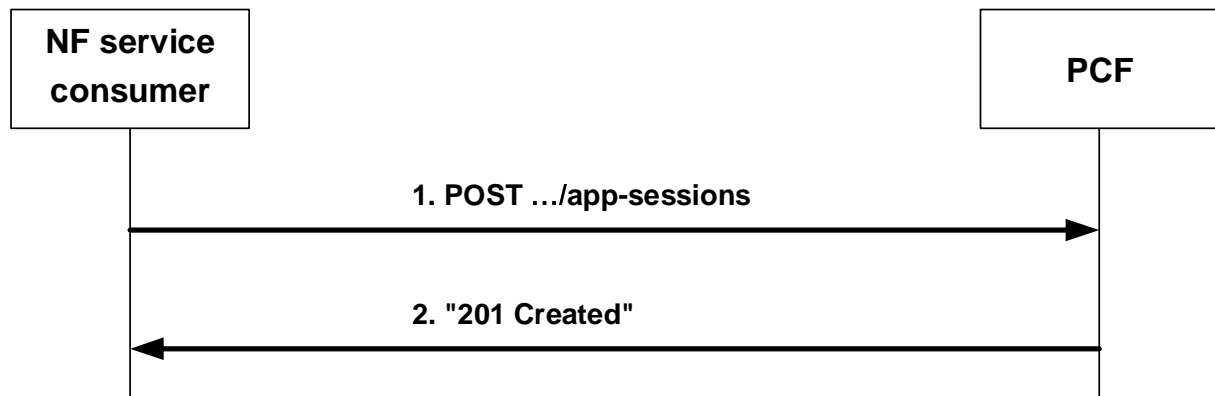 NF service
consumer
PCF
1. POST …/app-sessions
2. "201 Created"